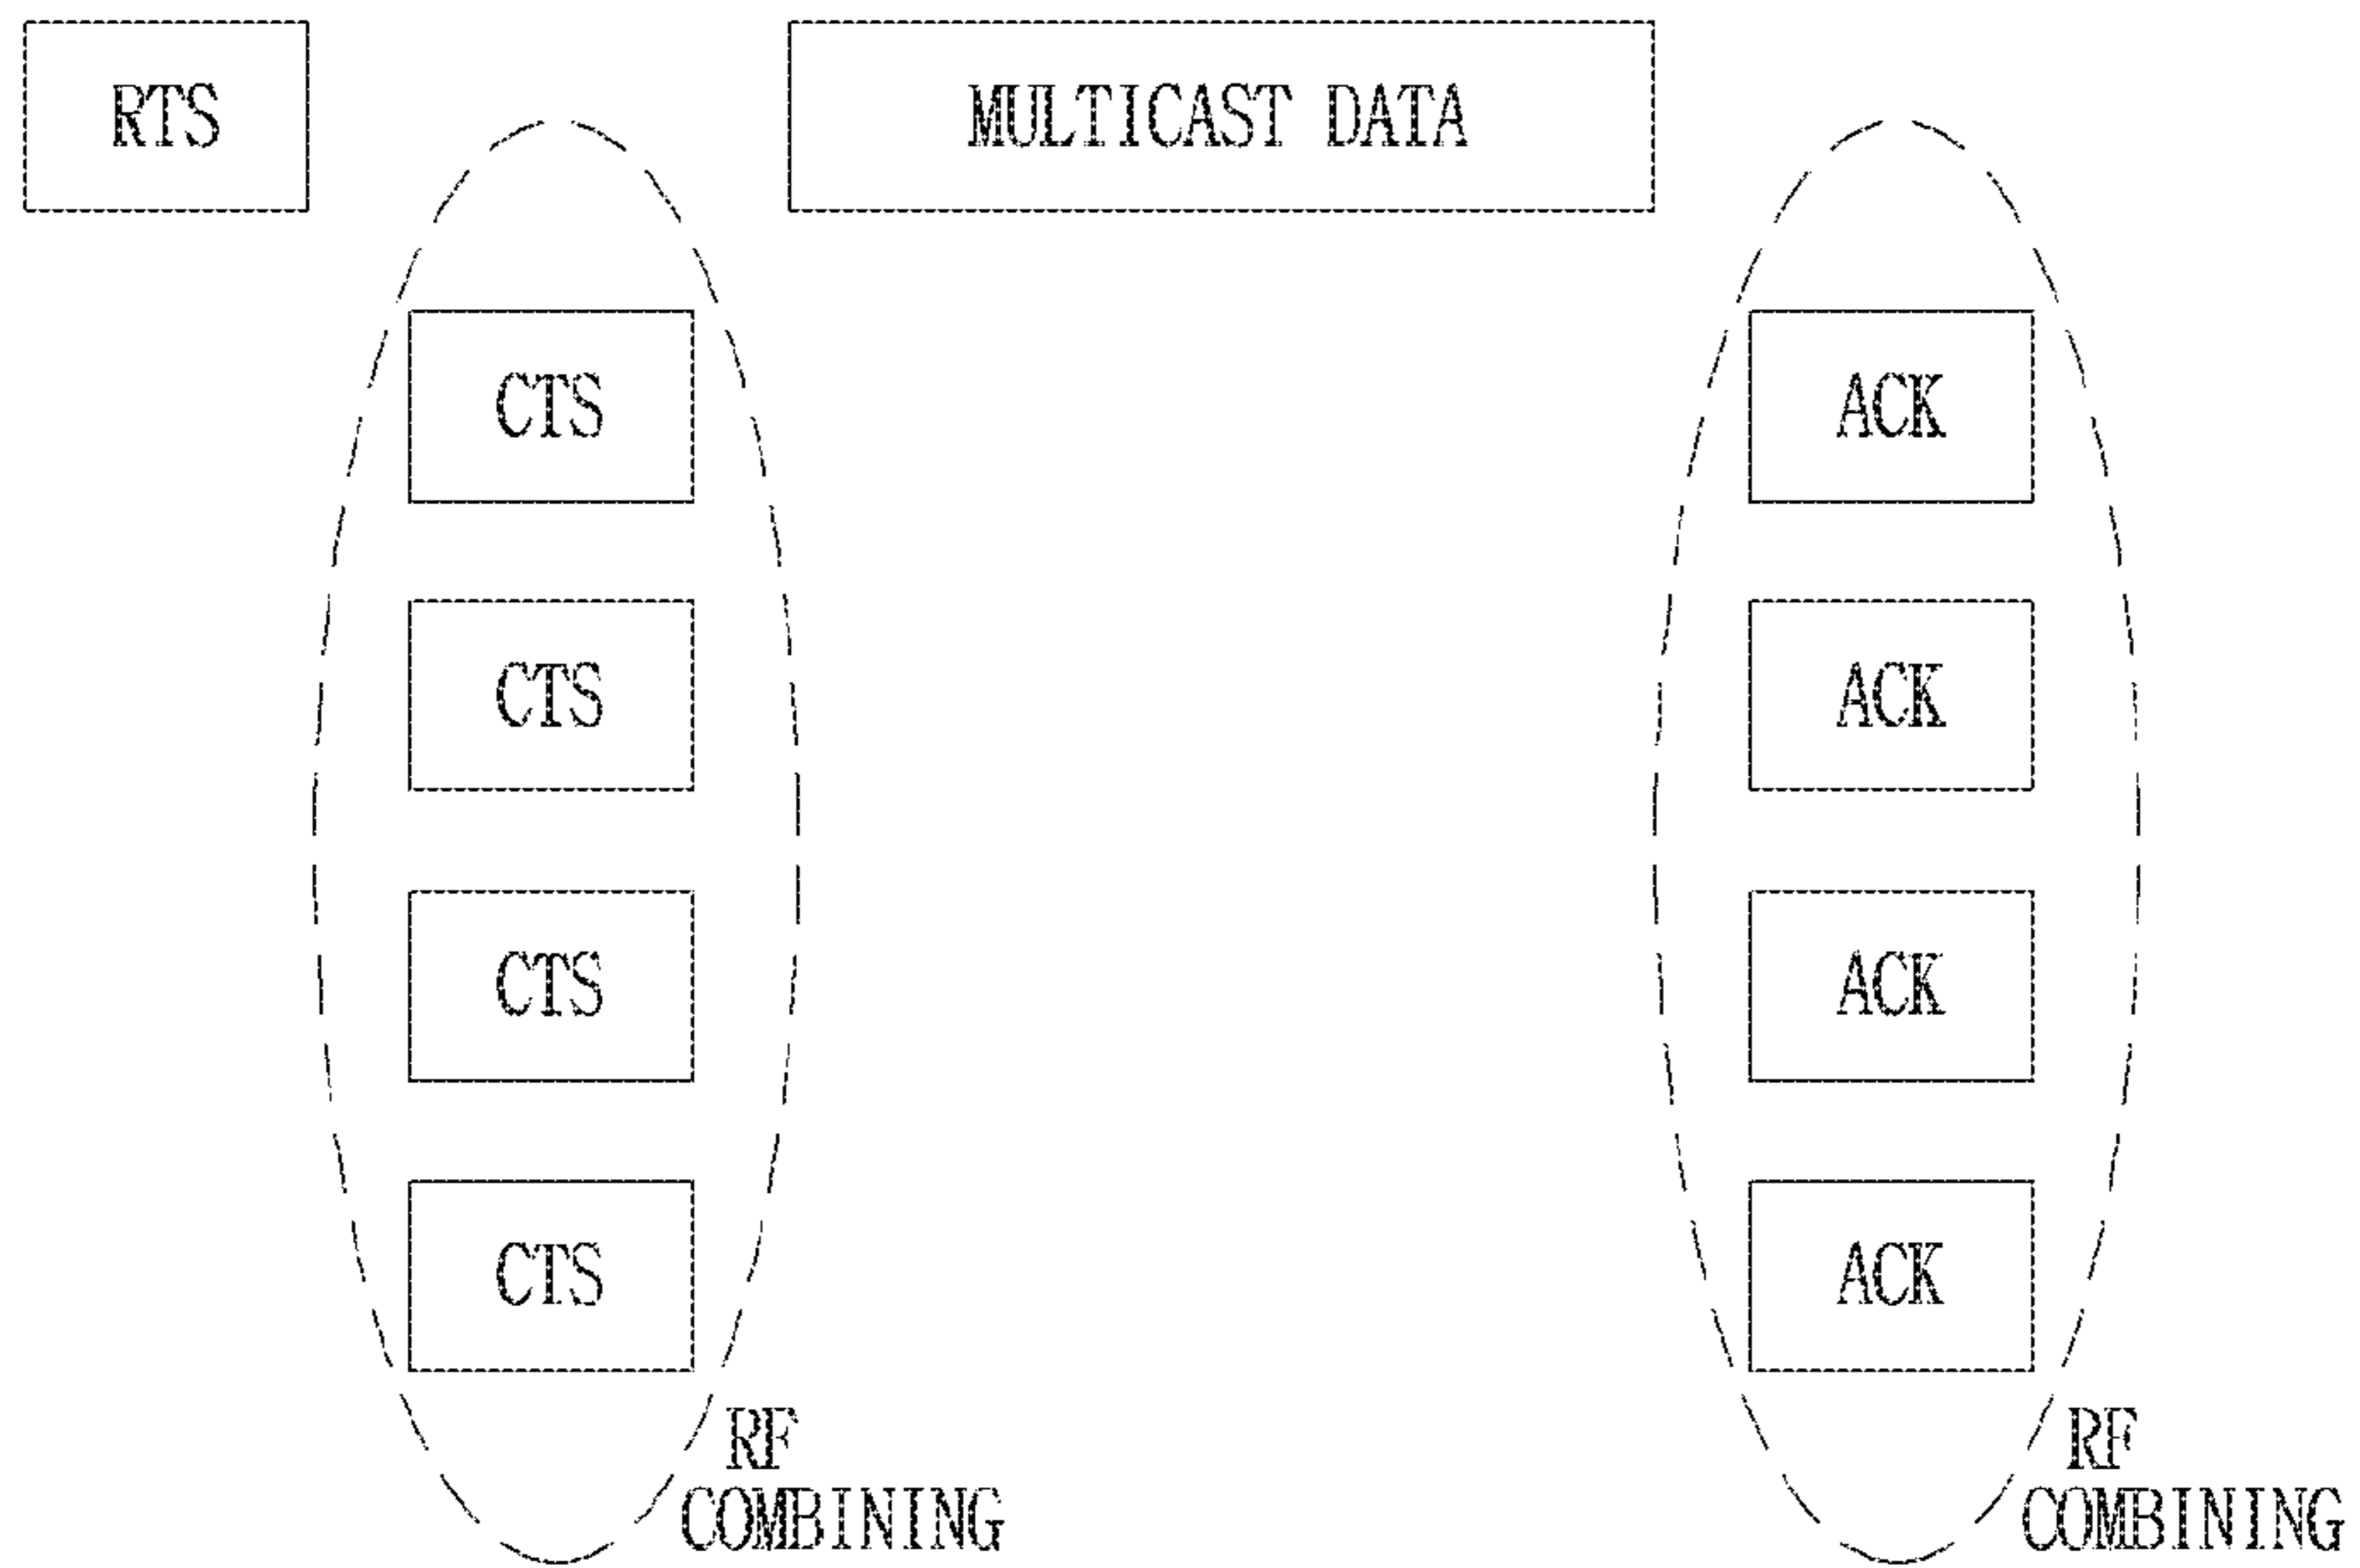 RTS
MULTICAST DATA
CTS
ACK
CTS
ACK
CTS
ACK
CTS
ACK
RF
COMBINING
RF
COMBINING